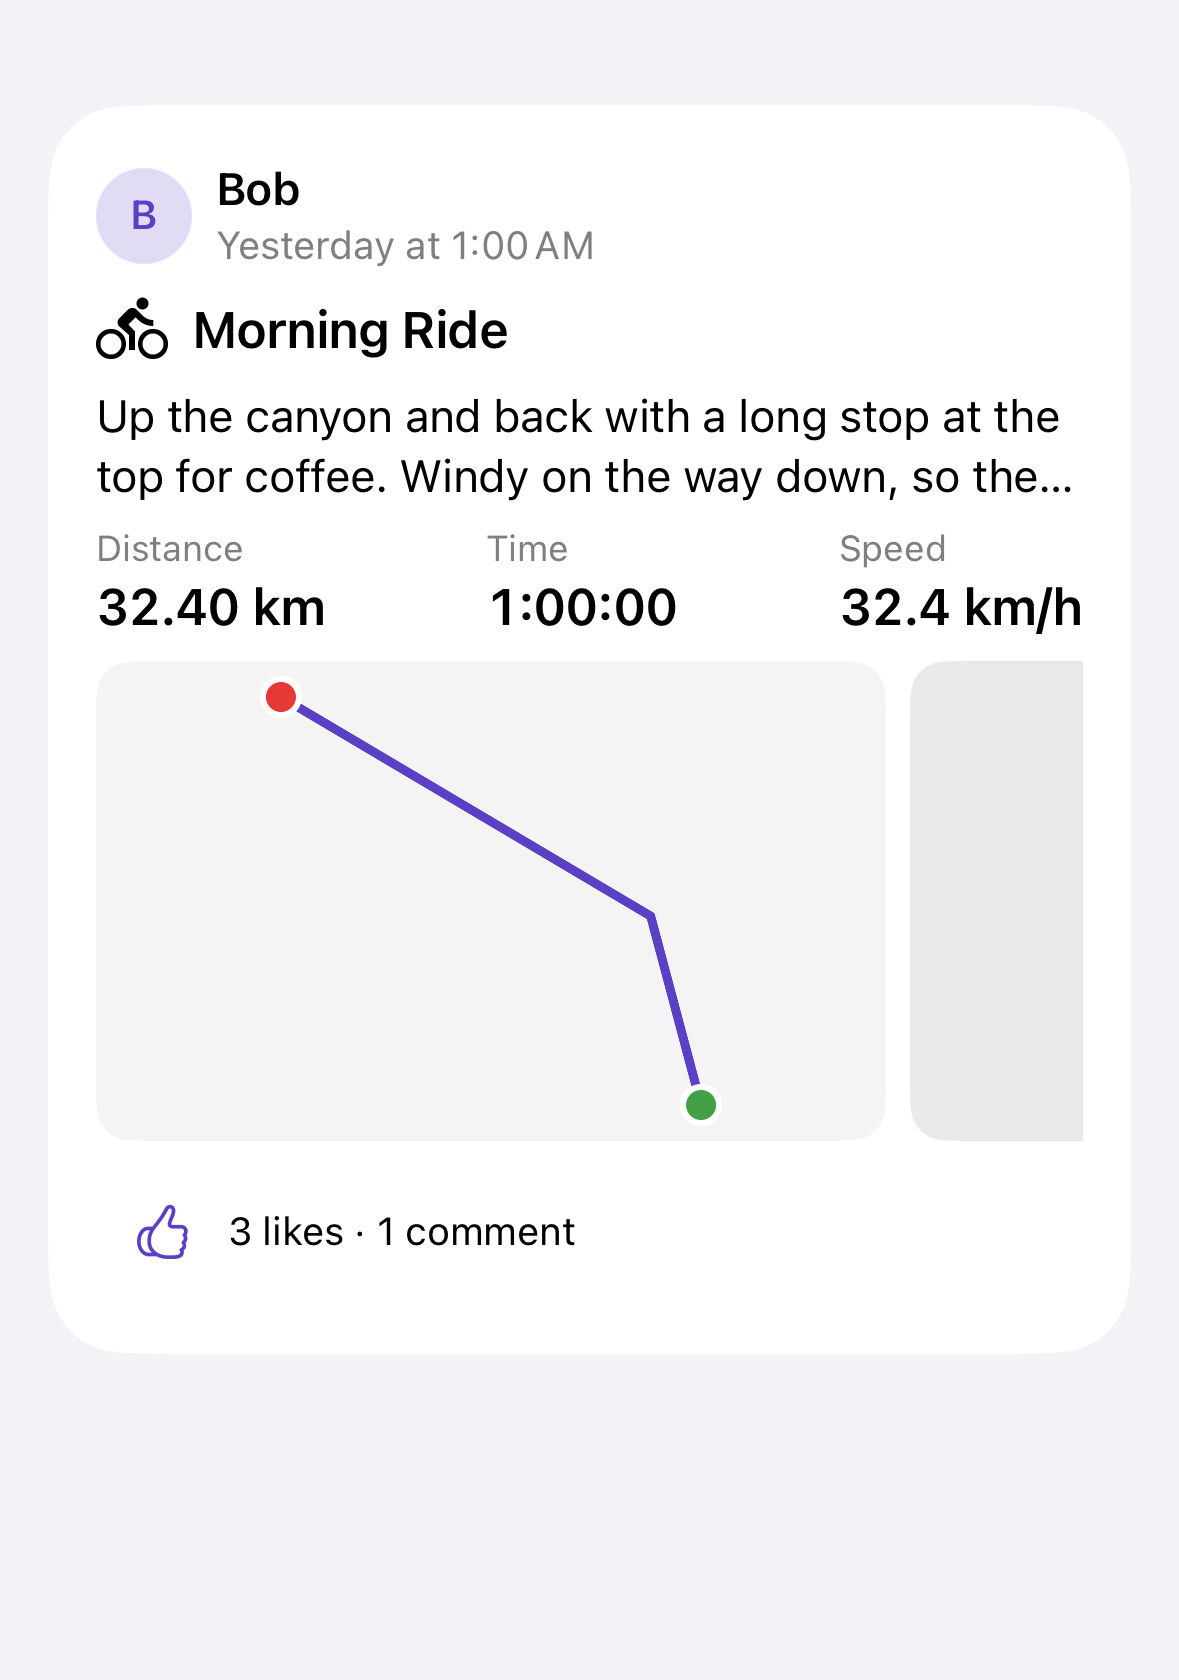 B
Bob
Yesterday at 1:00 AM
Morning Ride
Up the canyon and back with a long stop at the
top for coffee. Windy on the way down, so the...
Distance
Time
Speed
32.40 km
1:00:00
32.4 km/h
3 likes · 1 comment